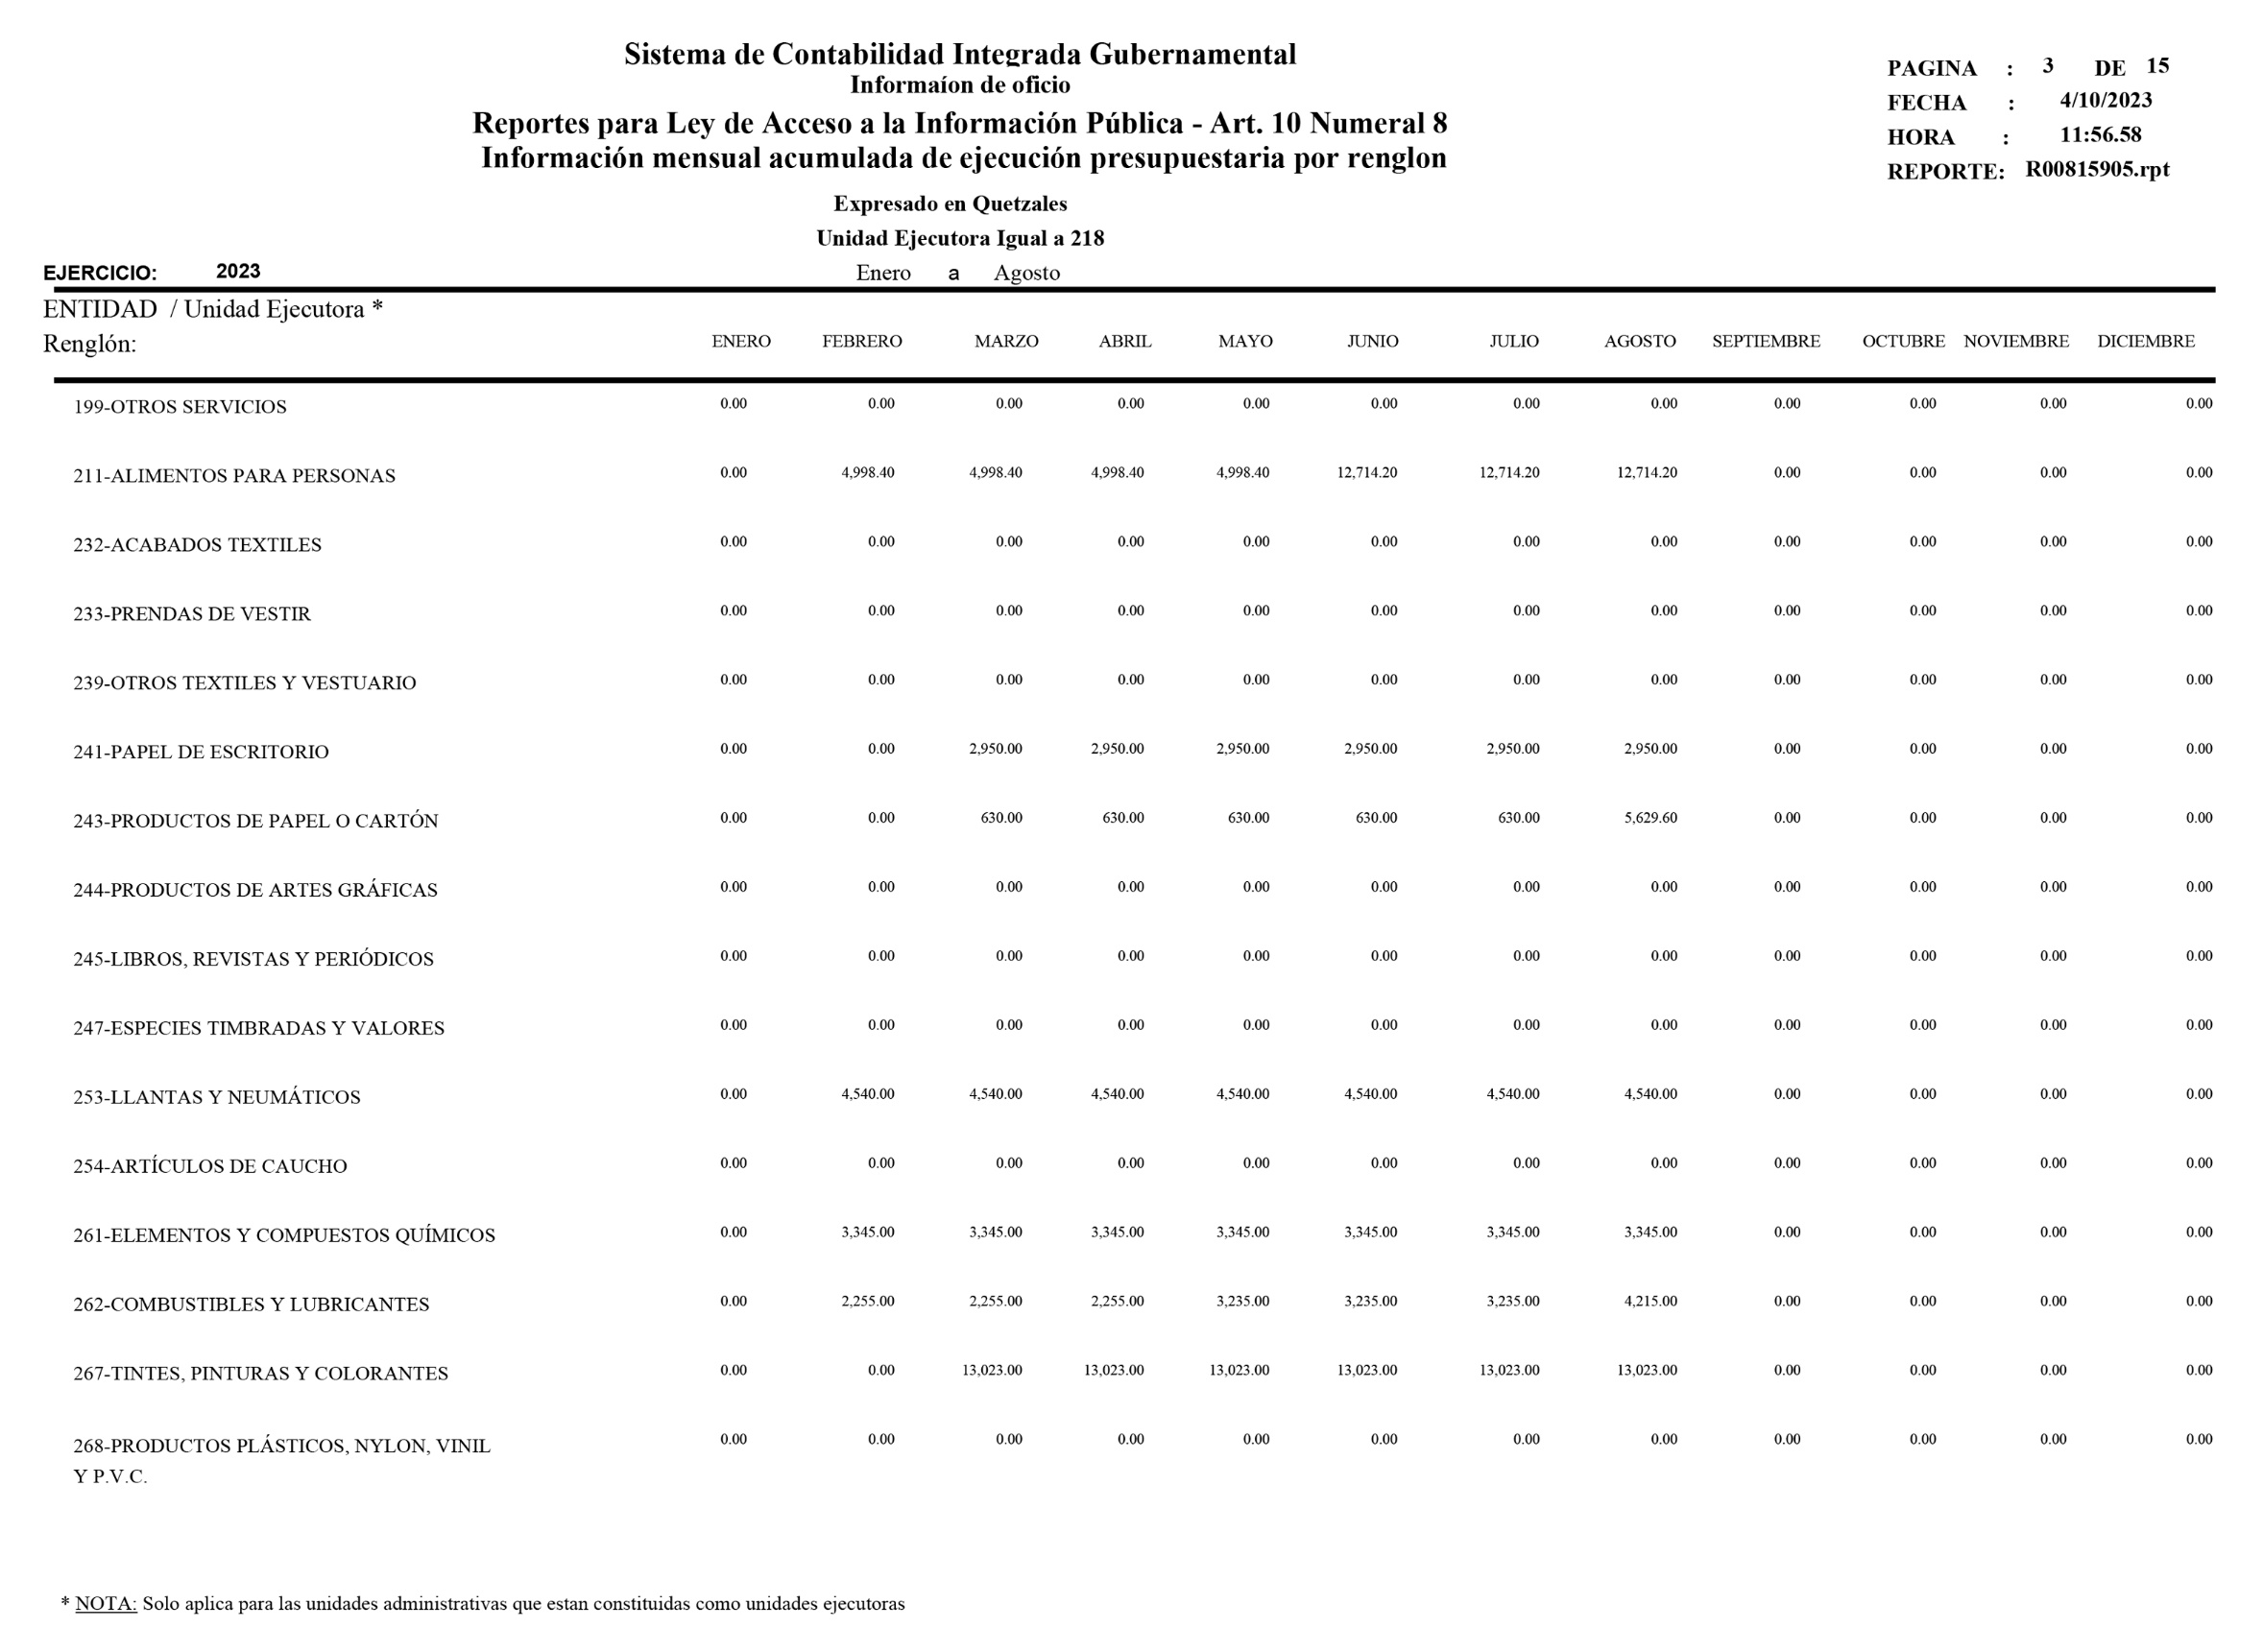 Sistema de Contabilidad Integrada Gubernamental
Informaíon de oficio
Reportes para Ley de Acceso a la Información Pública - Art. 10 Numeral 8
Información mensual acumulada de ejecución presupuestaria por renglon
Expresado en Quetzales
Unidad Ejecutora Igual a 218
PAGINA : 3 DE 15
FECHA : 4/10/2023
HORA : 11:56.58
REPORTE: R00815905.rpt
EJERCICIO: 2023 Enero a Agosto
ENTIDAD / Unidad Ejecutora *
Renglón: ENERO FEBRERO MARZO ABRIL MAYO JUNIO JULIO AGOSTO SEPTIEMBRE OCTUBRE NOVIEMBRE DICIEMBRE
199-OTROS SERVICIOS 0.00 0.00 0.00 0.00 0.00 0.00 0.00 0.00 0.00 0.00 0.00 0.00
211-ALIMENTOS PARA PERSONAS 0.00 4,998.40 4,998.40 4,998.40 4,998.40 12,714.20 12,714.20 12,714.20 0.00 0.00 0.00 0.00
232-ACABADOS TEXTILES 0.00 0.00 0.00 0.00 0.00 0.00 0.00 0.00 0.00 0.00 0.00 0.00
233-PRENDAS DE VESTIR 0.00 0.00 0.00 0.00 0.00 0.00 0.00 0.00 0.00 0.00 0.00 0.00
239-OTROS TEXTILES Y VESTUARIO 0.00 0.00 0.00 0.00 0.00 0.00 0.00 0.00 0.00 0.00 0.00 0.00
241-PAPEL DE ESCRITORIO 0.00 0.00 2,950.00 2,950.00 2,950.00 2,950.00 2,950.00 2,950.00 0.00 0.00 0.00 0.00
243-PRODUCTOS DE PAPEL O CARTÓN 0.00 0.00 630.00 630.00 630.00 630.00 630.00 5,629.60 0.00 0.00 0.00 0.00
244-PRODUCTOS DE ARTES GRÁFICAS 0.00 0.00 0.00 0.00 0.00 0.00 0.00 0.00 0.00 0.00 0.00 0.00
245-LIBROS, REVISTAS Y PERIÓDICOS 0.00 0.00 0.00 0.00 0.00 0.00 0.00 0.00 0.00 0.00 0.00 0.00
247-ESPECIES TIMBRADAS Y VALORES 0.00 0.00 0.00 0.00 0.00 0.00 0.00 0.00 0.00 0.00 0.00 0.00
253-LLANTAS Y NEUMÁTICOS 0.00 4,540.00 4,540.00 4,540.00 4,540.00 4,540.00 4,540.00 4,540.00 0.00 0.00 0.00 0.00
254-ARTÍCULOS DE CAUCHO 0.00 0.00 0.00 0.00 0.00 0.00 0.00 0.00 0.00 0.00 0.00 0.00
261-ELEMENTOS Y COMPUESTOS QUÍMICOS 0.00 3,345.00 3,345.00 3,345.00 3,345.00 3,345.00 3,345.00 3,345.00 0.00 0.00 0.00 0.00
262-COMBUSTIBLES Y LUBRICANTES 0.00 2,255.00 2,255.00 2,255.00 3,235.00 3,235.00 3,235.00 4,215.00 0.00 0.00 0.00 0.00
267-TINTES, PINTURAS Y COLORANTES 0.00 0.00 13,023.00 13,023.00 13,023.00 13,023.00 13,023.00 13,023.00 0.00 0.00 0.00 0.00
268-PRODUCTOS PLÁSTICOS, NYLON, VINIL 0.00 0.00 0.00 0.00 0.00 0.00 0.00 0.00 0.00 0.00 0.00 0.00
Y P.V.C.
* NOTA: Solo aplica para las unidades administrativas que estan constituidas como unidades ejecutoras